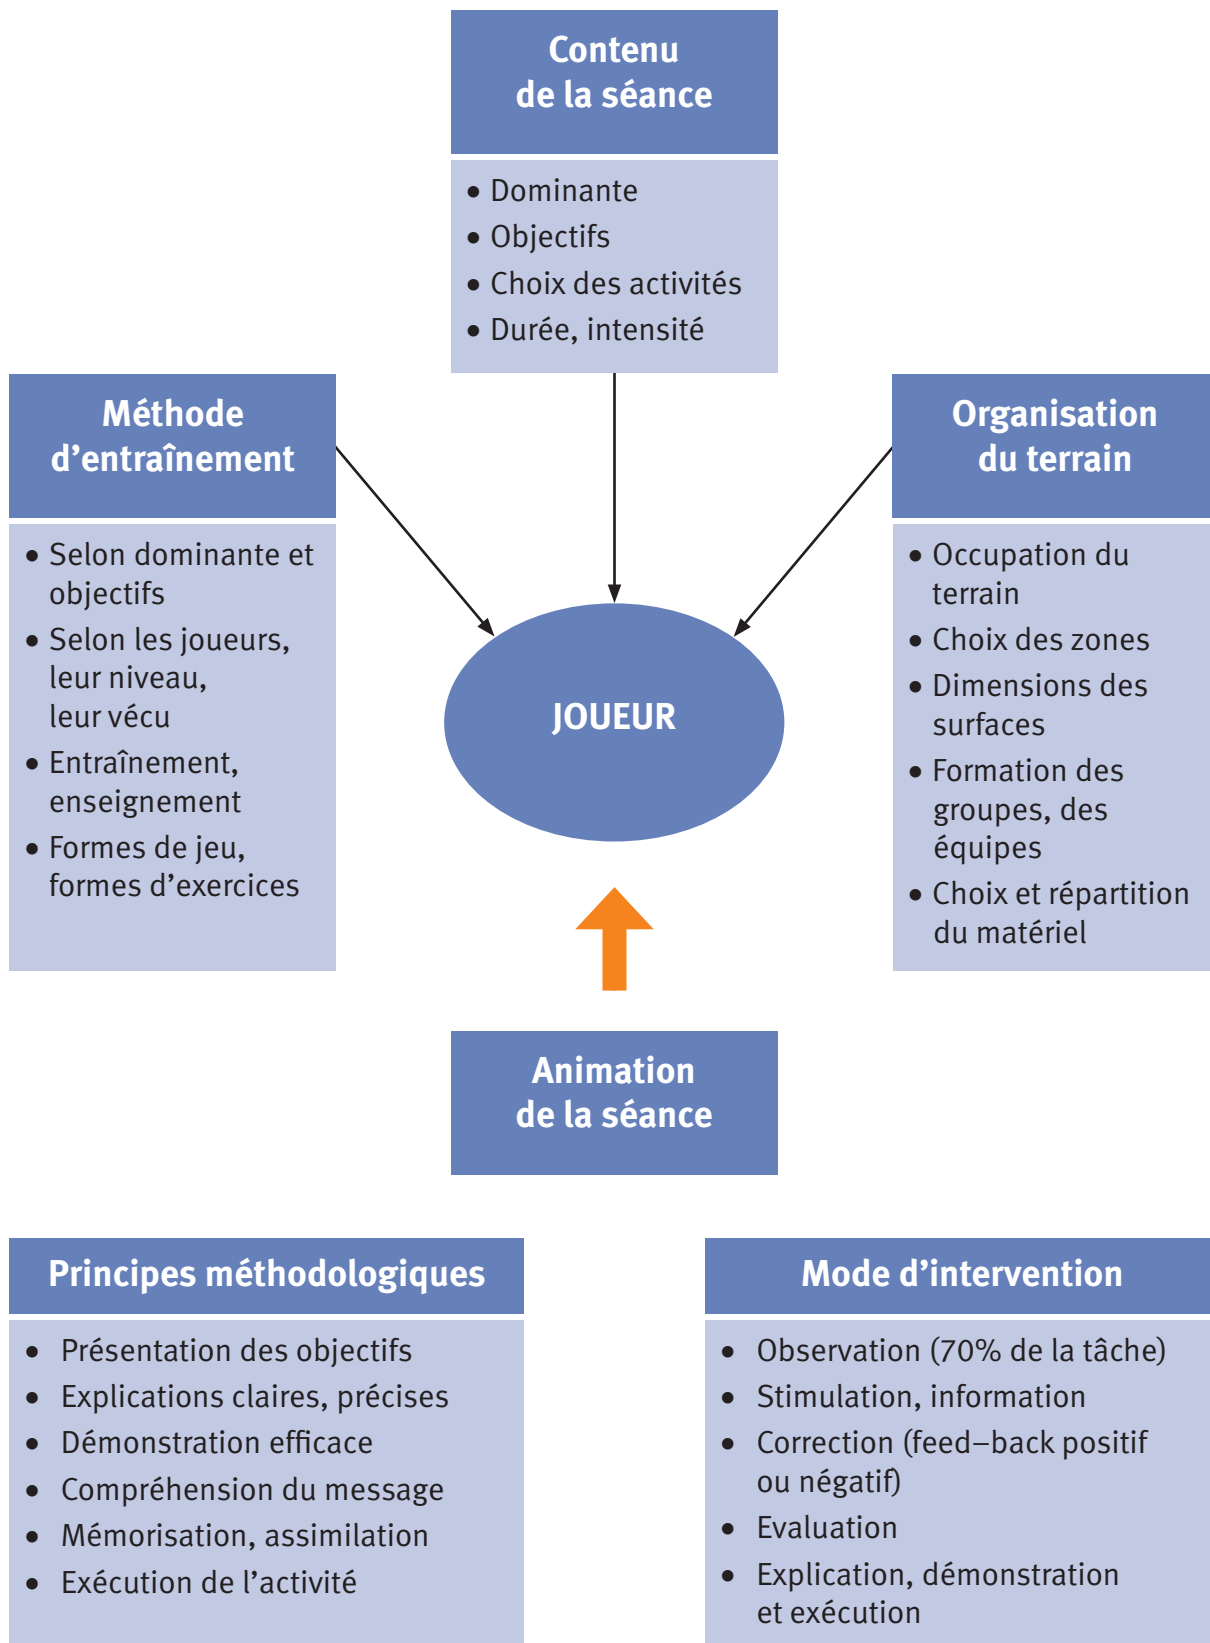 Contenu
de la séance
• Dominante
• Objectifs
• Choix des activités
• Durée, intensité
Méthode
d’entraînement
• Selon dominante et
objectifs
• Selon les joueurs,
leur niveau,
leur vécu
• Entraînement,
enseignement
• Formes de jeu,
formes d’exercices
Organisation
du terrain
• Occupation du
terrain
• Choix des zones
• Dimensions des
surfaces
• Formation des
groupes, des
équipes
• Choix et répartition
du matériel
JOUEUR
Animation
de la séance
Principes méthodologiques
• Présentation des objectifs
• Explications claires, précises
• Démonstration efficace
• Compréhension du message
• Mémorisation, assimilation
• Exécution de l’activité
Mode d’intervention
• Observation (70% de la tâche)
• Stimulation, information
• Correction (feed–back positif
ou négatif)
• Evaluation
• Explication, démonstration
et exécution